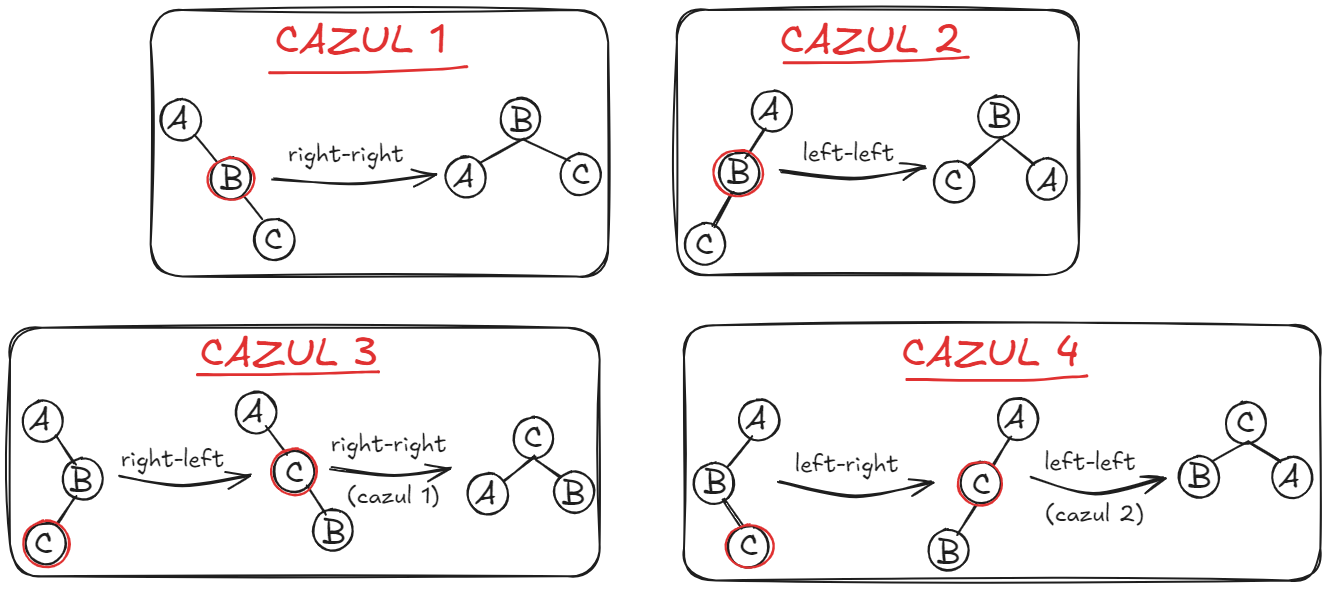 CAZUL 1
A
B
C
right-right
B
A
C
CAZUL 2
A
B
C
left-left
B
C
A
CAZUL 3
A
B
C
right-left
A
C
B
right-right
(cazul 1)
C
A
B
CAZUL 4
A
B
C
left-right
A
C
B
left-left
(cazul 2)
C
B
A